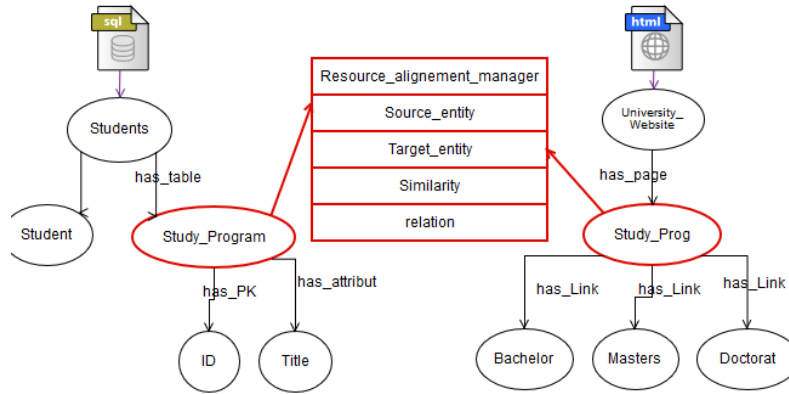 sql
html
Resource_alignement_manager
Source_entity
Target_entity
Similarity
relation
Students
has_table
Student
Study_Program
has_PK
has_attribut
ID
Title
University_
Website
has_page
Study_Prog
has_Link
has_Link
has_Link
Bachelor
Masters
Doctorat